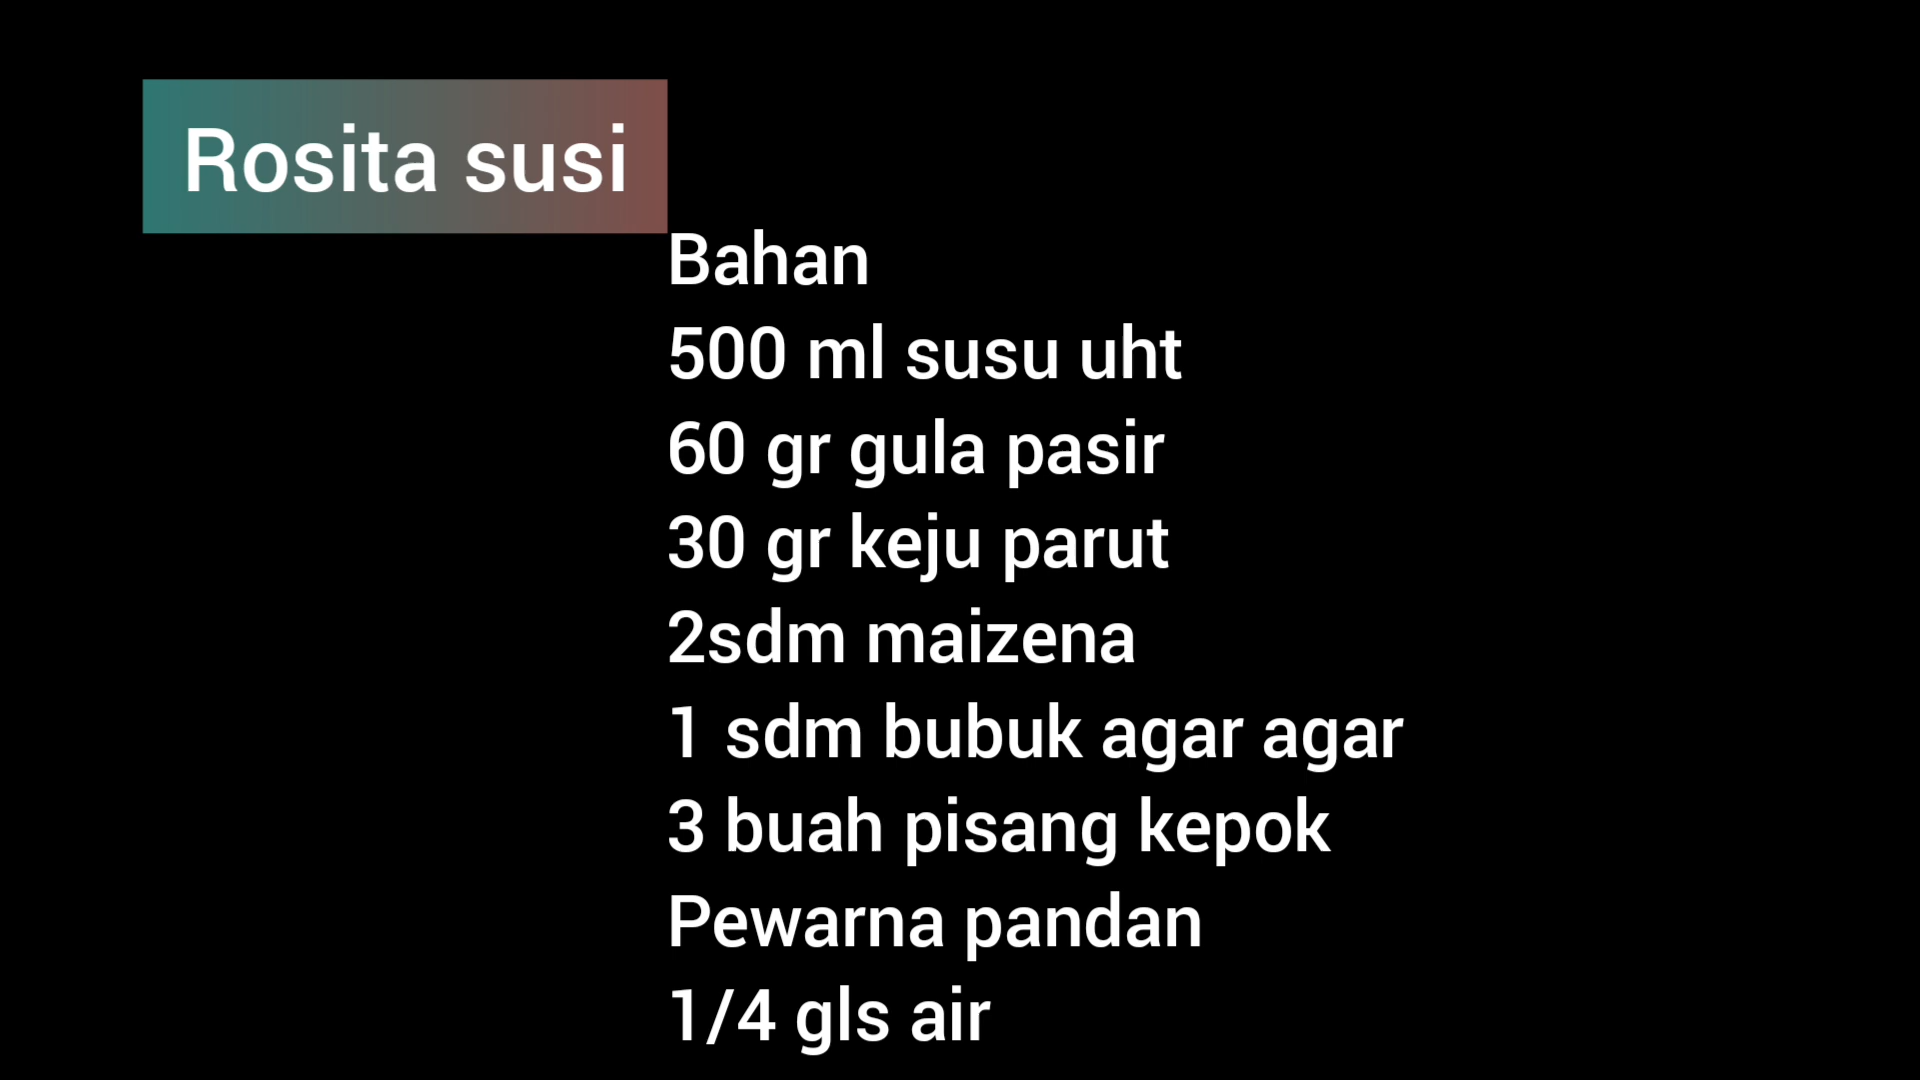 Rosita susi
Bahan
500 ml susu uht
60 gr gula pasir
30 gr keju parut
2sdm maizena
1 sdm bubuk agar agar
3 buah pisang kepok
Pewarna pandan
1/4 gls air